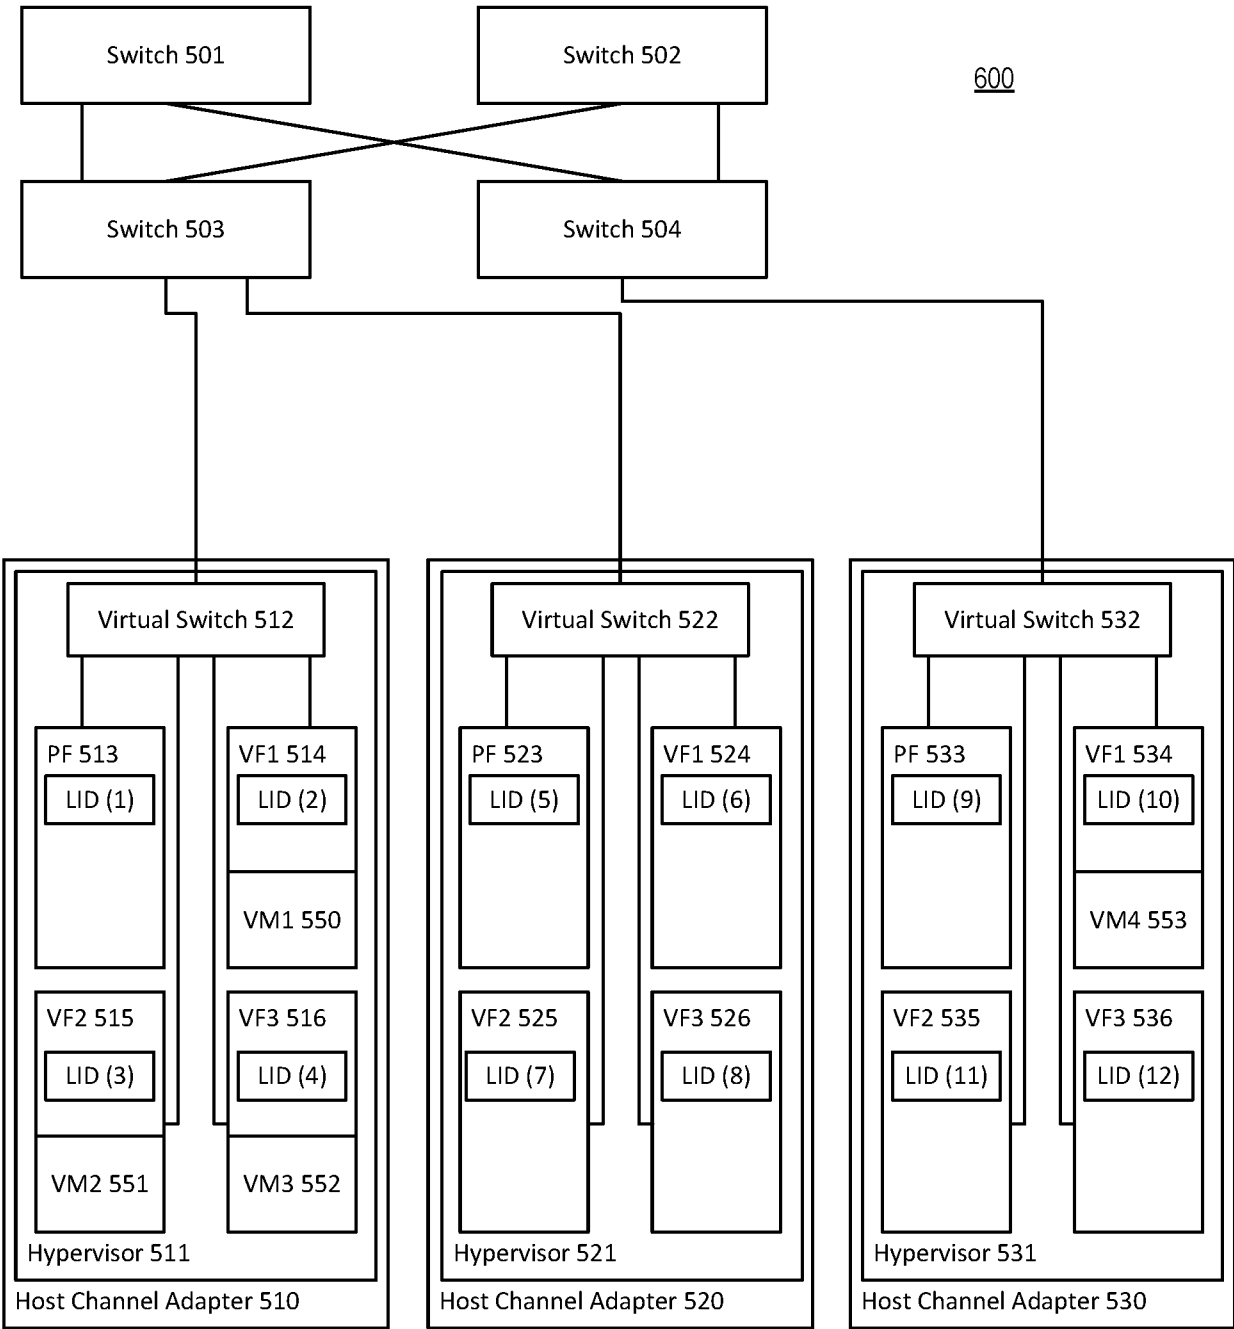 Switch 501
Switch 502
600
Switch 503
Switch 504
Virtual Switch 512
Virtual Switch 522
Virtual Switch 532
PF 513
LID (1)
VF1 514
LID (2)
VM1 550
VF2 515
LID (3)
VM2 551
VF3 516
LID (4)
VM3 552
Hypervisor 511
Host Channel Adapter 510
PF 523
LID (5)
VF1 524
LID (6)
VF2 525
LID (7)
VF3 526
LID (8)
Hypervisor 521
Host Channel Adapter 520
PF 533
LID (9)
VF1 534
LID (10)
VM4 553
VF2 535
LID (11)
VF3 536
LID (12)
Hypervisor 531
Host Channel Adapter 530